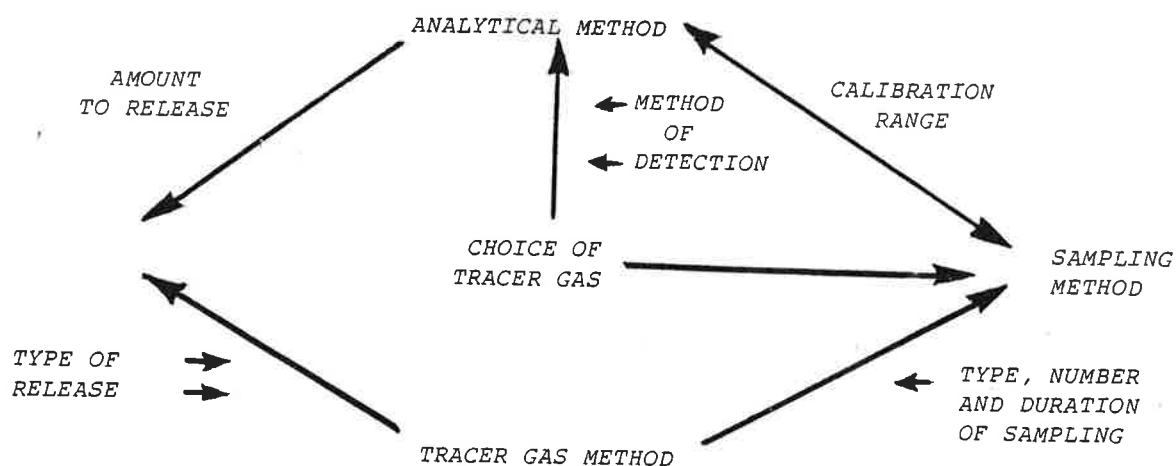 ANALYTICAL METHOD
AMOUNT
TO RELEASE
CALIBRATION
RANGE
METHOD
OF
DETECTION
CHOICE OF
TRACER GAS
SAMPLING
METHOD
TYPE OF
RELEASE
TYPE, NUMBER
AND DURATION
OF SAMPLING
TRACER GAS METHOD